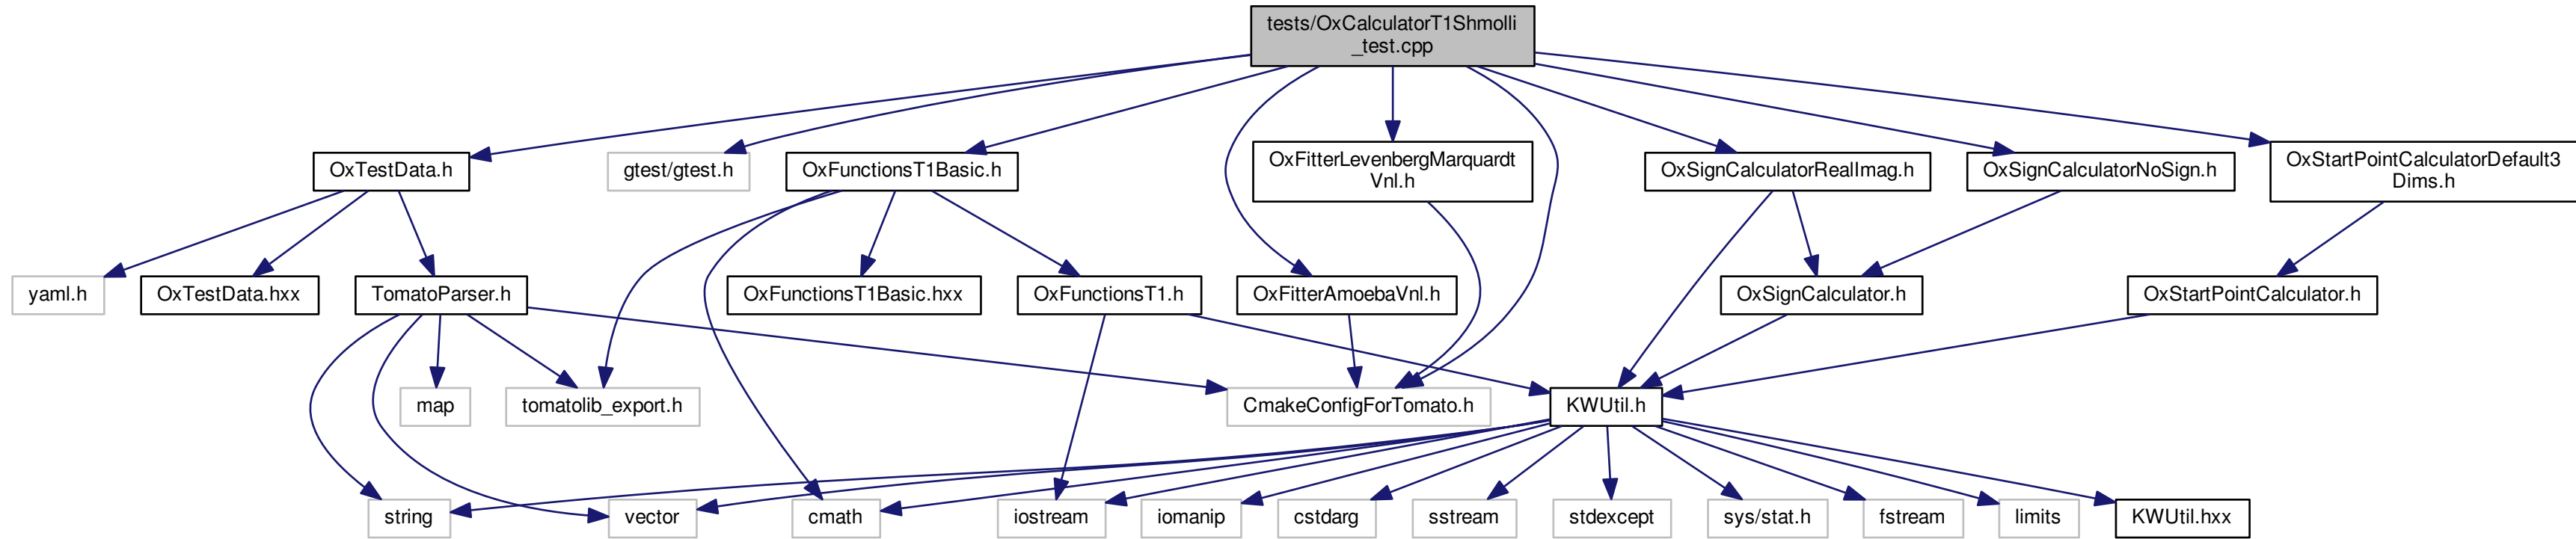 tests/OxCalculatorT1Shmolli
_test.cpp
OxTestData.h
gtest/gtest.h
OxFunctionsT1Basic.h
OxFitterLevenbergMarquardt
Vnl.h
OxSignCalculatorRealImag.h
OxSignCalculatorNoSign.h
OxStartPointCalculatorDefault3
Dims.h
yaml.h
OxTestData.hxx
TomatoParser.h
OxFunctionsT1Basic.hxx
OxFunctionsT1.h
OxFitterAmoebaVnl.h
OxSignCalculator.h
OxStartPointCalculator.h
map
tomatolib_export.h
CmakeConfigForTomato.h
KWUtil.h
string
vector
cmath
iostream
iomanip
cstdarg
sstream
stdexcept
sys/stat.h
fstream
limits
KWUtil.hxx